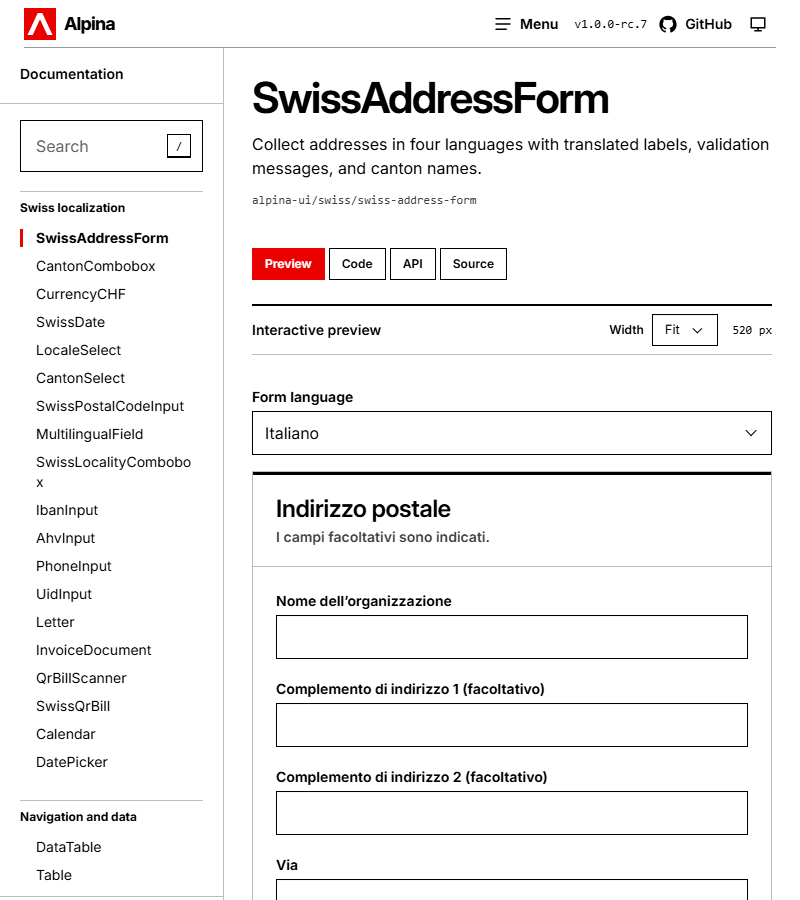 Alpina
Menu
v1.0.0-rc.7
GitHub
Documentation
Search
/
Swiss localization
SwissAddressForm
CantonCombobox
CurrencyCHF
SwissDate
LocaleSelect
CantonSelect
SwissPostalCodeInput
MultilingualField
SwissLocalityCombobo
x
IbanInput
AhvInput
PhoneInput
UidInput
Letter
InvoiceDocument
QrBillScanner
SwissQrBill
Calendar
DatePicker
Navigation and data
DataTable
Table
SwissAddressForm
Collect addresses in four languages with translated labels, validation
messages, and canton names.
alpina-ui/swiss/swiss-address-form
Preview
Code
API
Source
Interactive preview
Width
Fit
520 px
Form language
Italiano
Indirizzo postale
I campi facoltativi sono indicati.
Nome dell’organizzazione
Complemento di indirizzo 1 (facoltativo)
Complemento di indirizzo 2 (facoltativo)
Via